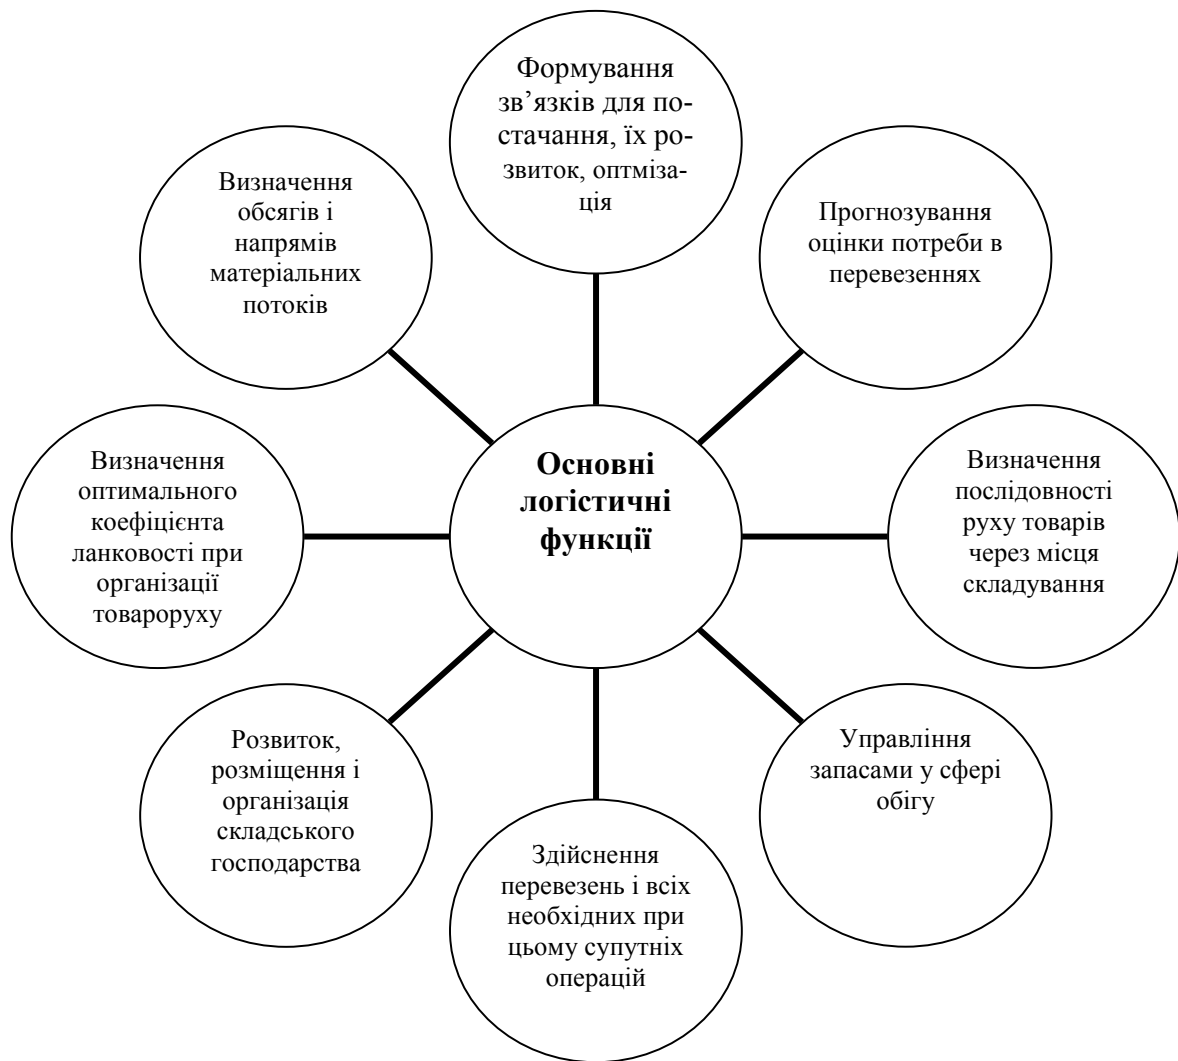 Формування
зв’язків для по-
стачання, їх ро-
звиток, оптміза-
ція
Визначення
обсягів і
напрямів
матеріальних
потоків
Прогнозування
оцінки потреби в
перевезеннях
Основні
логістичні
функції
Визначення
оптимального
коефіцієнта
ланковості при
організації
товароруху
Визначення
послідовності
руху товарів
через місця
складування
Розвиток,
розміщення і
організація
складського
господарства
Управління
запасами у сфері
обігу
Здійснення
перевезень і всіх
необхідних при
цьому супутніх
операцій